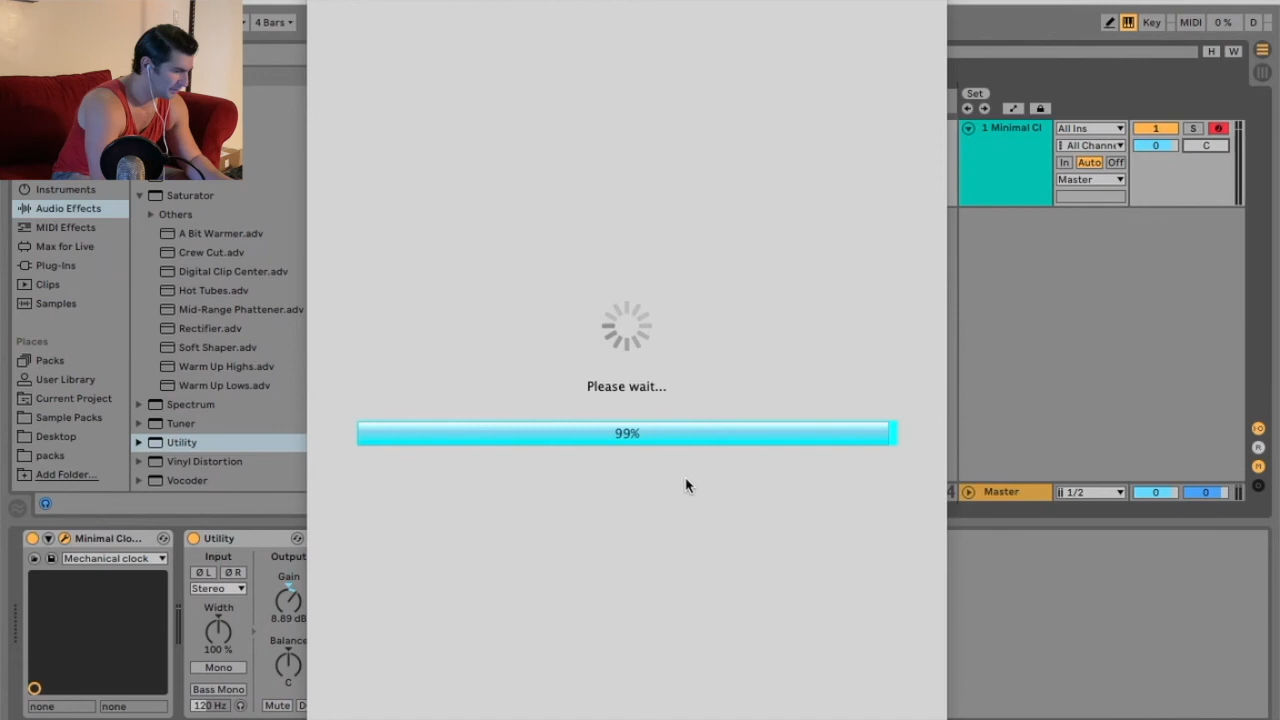 4 Bars
Key
MIDI
0 %
D
H
W
Set
1 Minimal Cl
All Ins
1
S
All Channe
0
C
In
Auto
Off
Master
Instruments
Audio Effects
MIDI Effects
Max for Live
Plug-Ins
Clips
Samples
Places
Packs
User Library
Current Project
Sample Packs
Desktop
packs
Add Folder...
Saturator
Others
A Bit Warmer.adv
Crew Cut.adv
Digital Clip Center.adv
Hot Tubes.adv
Mid-Range Phattener.adv
Rectifier.adv
Soft Shaper.adv
Warm Up Highs.adv
Warm Up Lows.adv
Spectrum
Tuner
Utility
Vinyl Distortion
Vocoder
Please wait...
99%
4
Master
1/2
0
0
I·O
R
M
D
Minimal Clo...
Mechanical clock
none
none
Utility
Input
Ø L
Ø R
Stereo
Width
100 %
Mono
Bass Mono
120 Hz
Output
Gain
8.89 dB
Balance
C
Mute
D